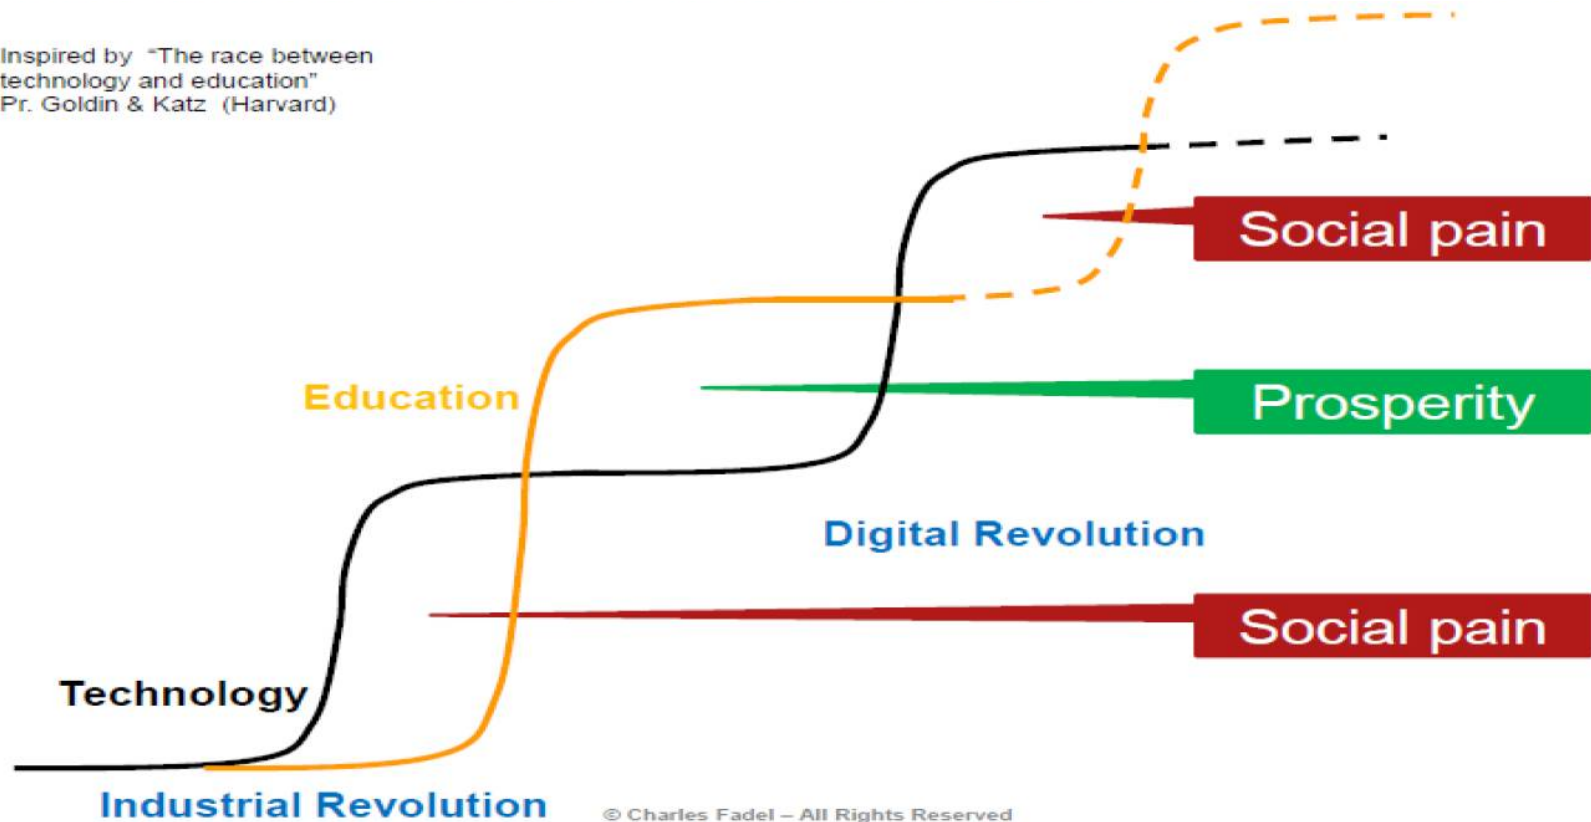 Inspired by “The race between
technology and education”
Pr. Goldin & Katz (Harvard)
Social pain
Education
Prosperity
Digital Revolution
Social pain
Technology
Industrial Revolution
© Charles Fadel – All Rights Reserved